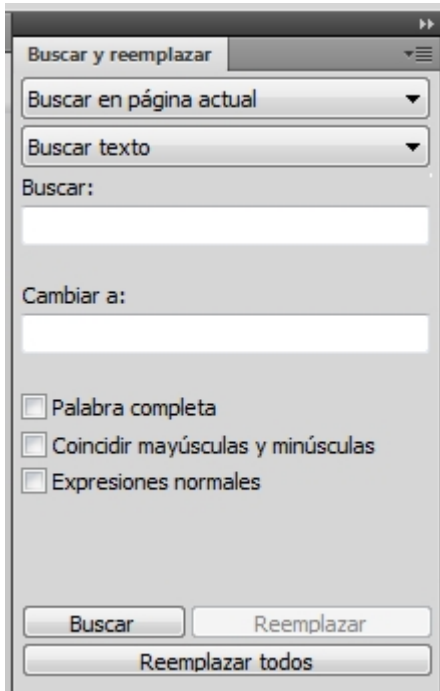 Buscar y reemplazar
Buscar en página actual
Buscar texto
Buscar:
Cambiar a:
Palabra completa
Coincidir mayúsculas y minúsculas
Expresiones normales
Buscar Reemplazar
Reemplazar todos